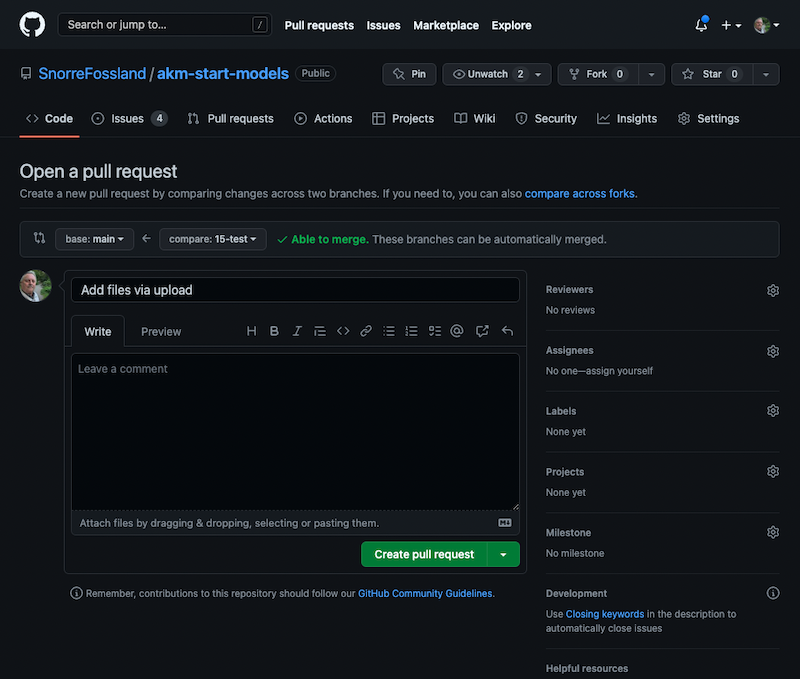 Search or jump to... /
Pull requests Issues Marketplace Explore
SnorreFossland / akm-start-models Public
Pin Unwatch 2 Fork 0 Star 0
Code Issues 4 Pull requests Actions Projects Wiki Security Insights Settings
Open a pull request
Create a new pull request by comparing changes across two branches. If you need to, you can also compare across forks.
base: main compare: 15-test Able to merge. These branches can be automatically merged.
Add files via upload
Write Preview
Leave a comment
Attach files by dragging & dropping, selecting or pasting them.
Create pull request
Remember, contributions to this repository should follow our GitHub Community Guidelines.
Reviewers
No reviews
Assignees
No one—assign yourself
Labels
None yet
Projects
None yet
Milestone
No milestone
Development
Use Closing keywords in the description to
automatically close issues
Helpful resources